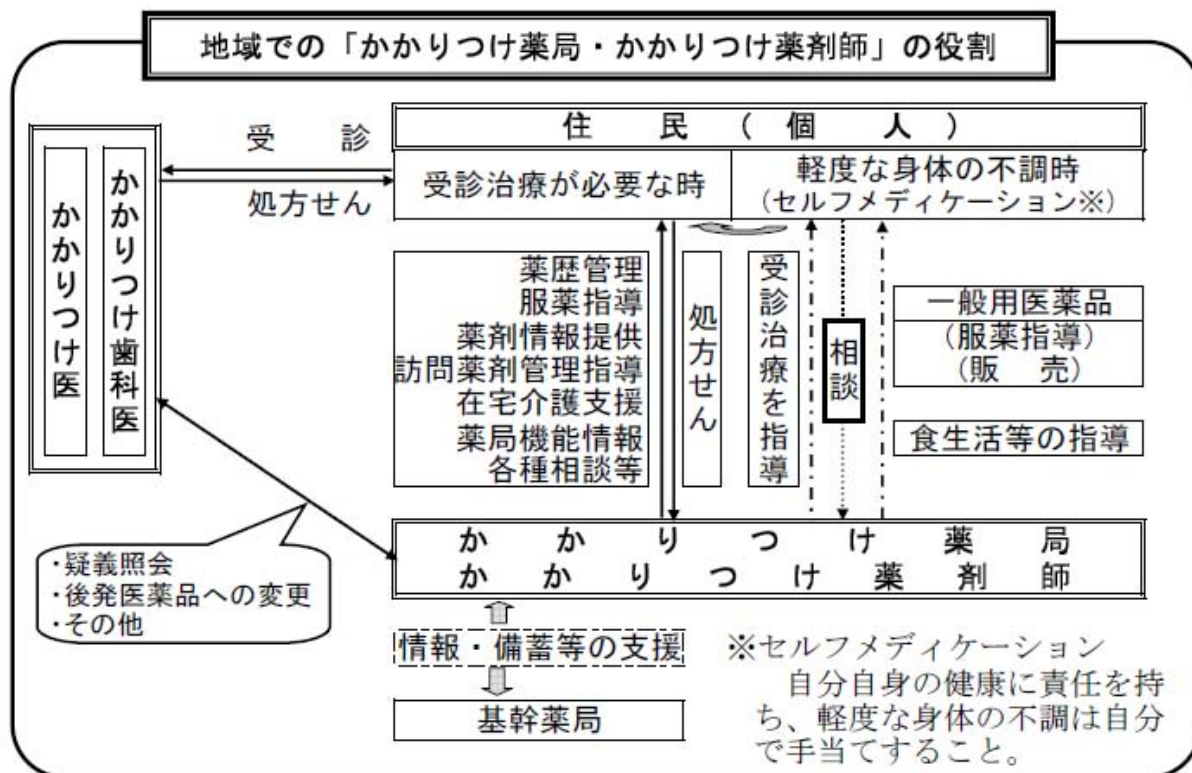 地域での「かかりつけ薬局・かかりつけ薬剤師」の役割
住民(個人)
受診
処方せん
受診治療が必要な時
軽度な身体の不調時
(セルフメディケーション※)
かかりつけ歯科医
かかりつけ医
薬歴管理
服薬指導
薬剤情報提供
訪問薬剤管理指導
在宅介護支援
薬局機能情報
各種相談等
処方せん
受診治療を指導
相談
一般用医薬品
(服薬指導)
(販 売)
食生活等の指導
かかりつけ薬局
かかりつけ薬剤師
・疑義照会
・後発医薬品への変更
・その他
情報・備蓄等の支援
基幹薬局
※セルフメディケーション
自分自身の健康に責任を持
ち、軽度な身体の不調は自分
で手当てすること。